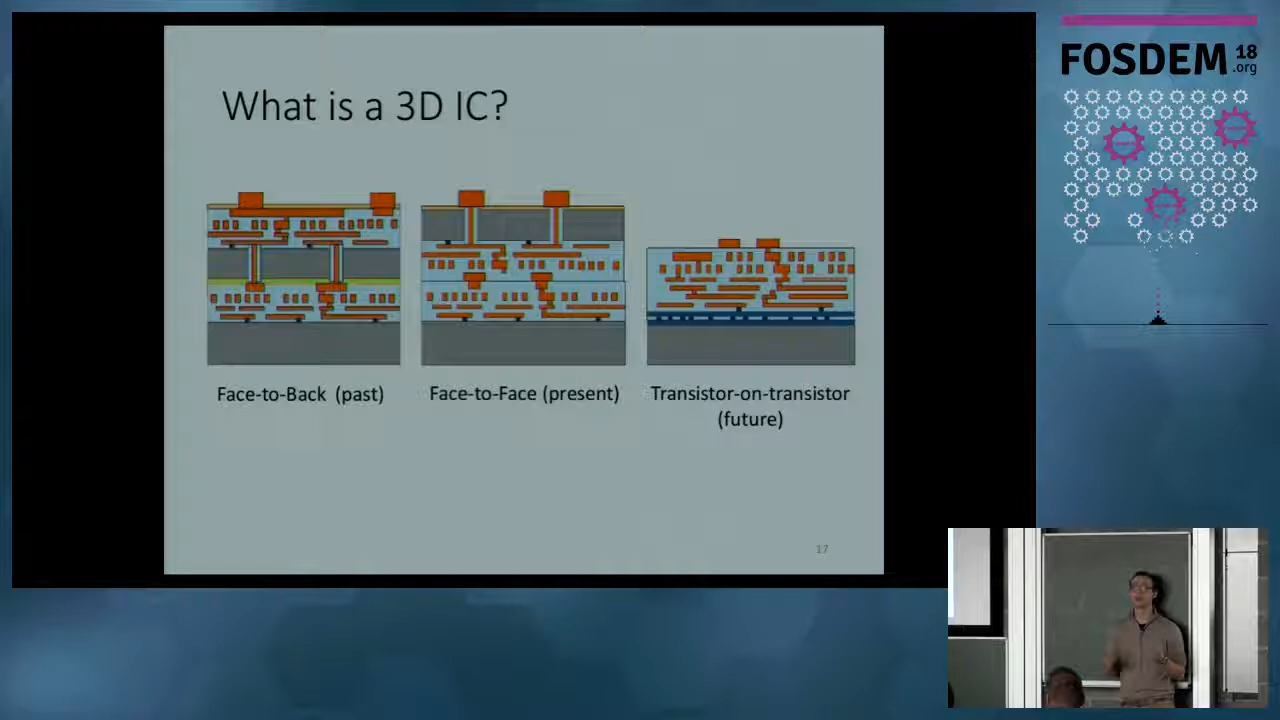 What is a 3D IC?
Face-to-Back (past)
Face-to-Face (present)
Transistor-on-transistor
(future)
17
FOSDEM 18
.org